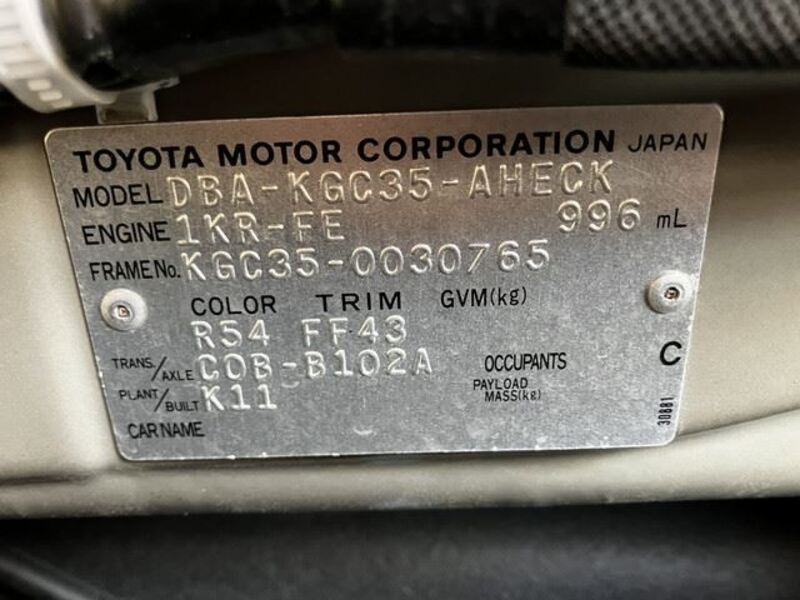 TOYOTA MOTOR CORPORATION JAPAN
MODEL DBA-KGC35-AHECK
ENGINE 1KR-FE 996 mL
FRAME No. KGC35-0030765
COLOR TRIM GVM(kg)
R54 FF43
TRANS./AXLE C0B-B102A OCCUPANTS C
PLANT/BUILT K11 PAYLOAD MASS(kg)
CAR NAME
30881